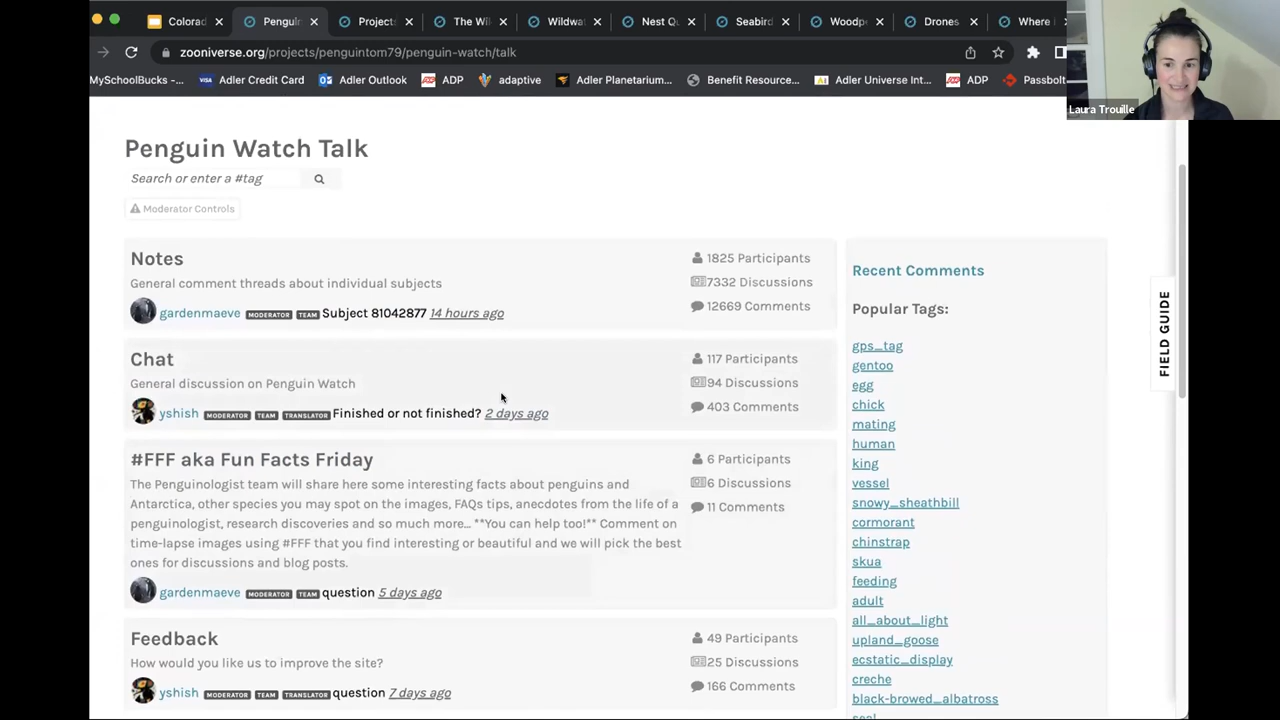 Colorad
Pengui
Projects
The Wil
Wildwat
Nest Qu
Seabird
Woodpe
Drones
Where i
zooniverse.org/projects/penguintom79/penguin-watch/talk
MySchoolBucks -...
Adler Credit Card
Adler Outlook
ADP
adaptive
Adler Planetarium...
Benefit Resource...
Adler Universe Int...
ADP
Passbolt
Laura Trouille
Penguin Watch Talk
Search or enter a #tag
Moderator Controls
Notes
General comment threads about individual subjects
gardenmaeve MODERATOR TEAM Subject 81042877 14 hours ago
1825 Participants
7332 Discussions
12669 Comments
Chat
General discussion on Penguin Watch
yshish MODERATOR TEAM TRANSLATOR Finished or not finished? 2 days ago
117 Participants
94 Discussions
403 Comments
#FFF aka Fun Facts Friday
The Penguinologist team will share here some interesting facts about penguins and
Antarctica, other species you may spot on the images, FAQs tips, anecdotes from the life of a
penguinologist, research discoveries and so much more... **You can help too!** Comment on
time-lapse images using #FFF that you find interesting or beautiful and we will pick the best
ones for discussions and blog posts.
gardenmaeve MODERATOR TEAM question 5 days ago
6 Participants
6 Discussions
11 Comments
Feedback
How would you like us to improve the site?
yshish MODERATOR TEAM TRANSLATOR question 7 days ago
49 Participants
25 Discussions
166 Comments
Recent Comments
Popular Tags:
gps_tag
gentoo
egg
chick
mating
human
king
vessel
snowy_sheathbill
cormorant
chinstrap
skua
feeding
adult
all_about_light
upland_goose
ecstatic_display
creche
black-browed_albatross
seal
FIELD GUIDE